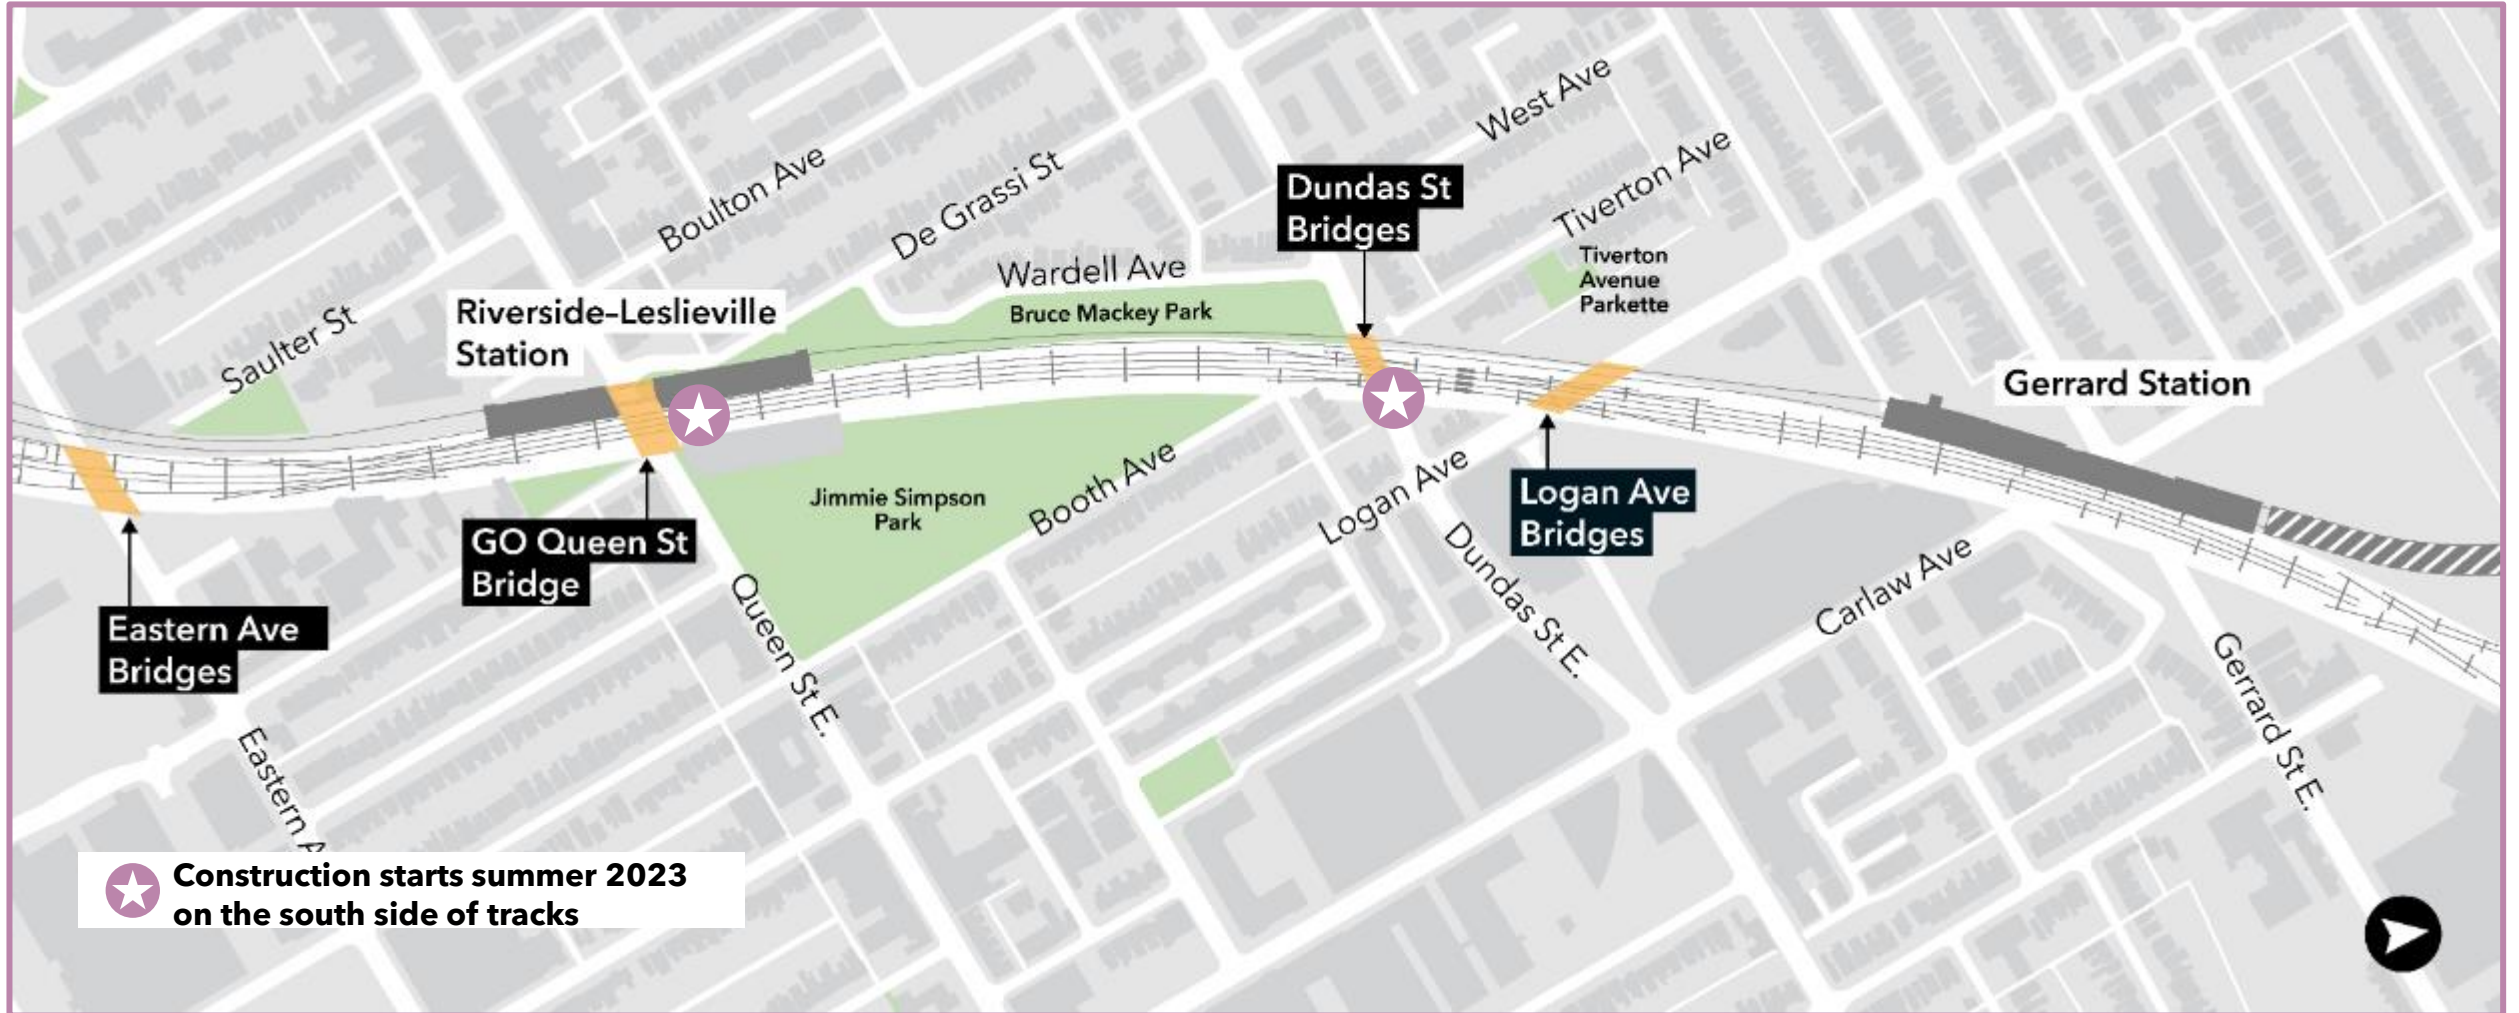 West Ave
Boulton Ave
De Grassi St
Tiverton Ave
Dundas St
Bridges
Tiverton
Avenue
Parkette
Wardell Ave
Bruce Mackey Park
Saulter St
Riverside–Leslieville
Station
Gerrard Station
Jimmie Simpson
Park
Booth Ave
Logan Ave
Logan Ave
Bridges
GO Queen St
Bridge
Dundas St E.
Carlaw Ave
Eastern Ave
Bridges
Queen St E.
Gerrard St E.
Eastern A
Construction starts summer 2023
on the south side of tracks